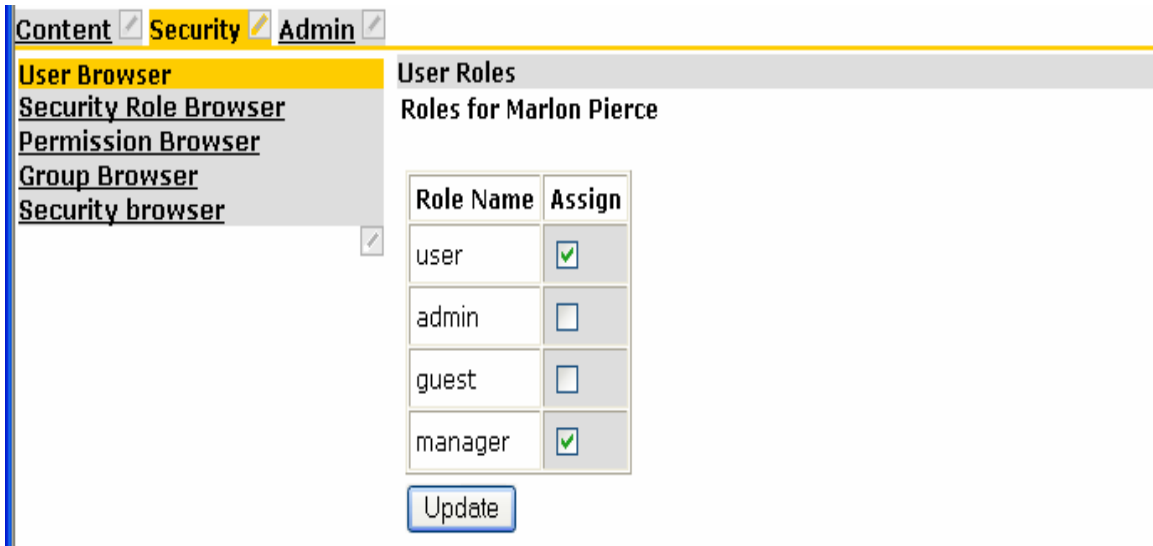 Content Security Admin
User Browser
Security Role Browser
Permission Browser
Group Browser
Security browser
User Roles
Roles for Marlon Pierce
Role Name Assign
user
admin
guest
manager
Update